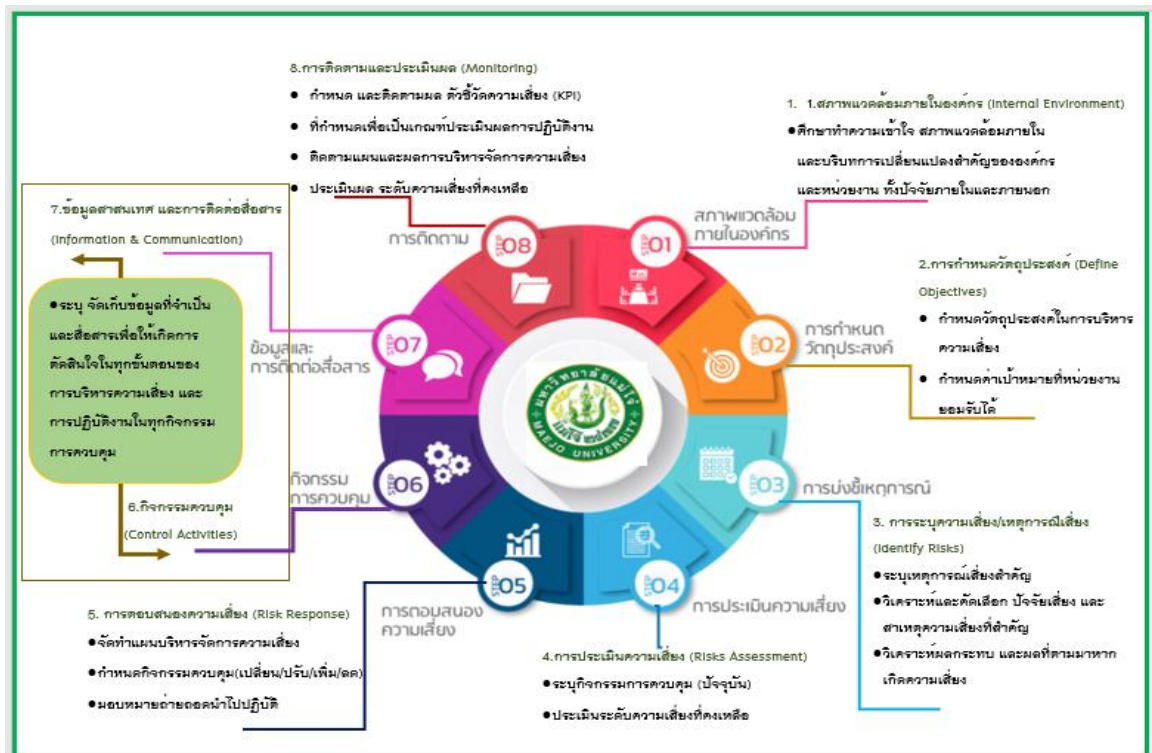 8.การติดตามและประเมินผล (Monitoring)
● กำหนด และติดตามผล ตัวชี้วัดความเสี่ยง (KPI)
● ที่กำหนดเพื่อเป็นเกณฑ์ประเมินผลการปฏิบัติงาน
● ติดตามแผนและผลการบริหารจัดการความเสี่ยง
● ประเมินผล ระดับความเสี่ยงที่คงเหลือ
1. 1.สภาพแวดล้อมภายในองค์กร (Internal Environment)
●ศึกษาทำความเข้าใจ สภาพแวดล้อมภายใน
และบริบทการเปลี่ยนแปลงสำคัญขององค์กร
และหน่วยงาน ทั้งปัจจัยภายในและภายนอก
7.ข้อมูลสาสนเทศ และการติดต่อสื่อสาร
(Information & Communication)
●ระบุ จัดเก็บข้อมูลที่จำเป็น
และสื่อสารเพื่อให้เกิดการ
ตัดสินใจในทุกขั้นตอนของ
การบริหารความเสี่ยง และ
การปฏิบัติงานในทุกกิจกรรม
การควบคุม
6.กิจกรรมควบคุม
(Control Activities)
การติดตาม
STEP 08
STEP 01
สภาพแวดล้อม
ภายในองค์กร
2.การกำหนดวัตถุประสงค์ (Define
Objectives)
● กำหนดวัตถุประสงค์ในการบริหาร
ความเสี่ยง
● กำหนดค่าเป้าหมายที่หน่วยงาน
ยอมรับได้
ข้อมูลและ
การติดต่อสื่อสาร
STEP 07
STEP 02
การกำหนด
วัตถุประสงค์
มหาวิทยาลัยแม่โจ้
แม่โจ้ ๒๔๗๗
MAEJO UNIVERSITY
กิจกรรม
การควบคุม
STEP 06
STEP 03
การบ่งชี้เหตุการณ์
3. การระบุความเสี่ยง/เหตุการณ์เสี่ยง
(Identify Risks)
●ระบุเหตุการณ์เสี่ยงสำคัญ
●วิเคราะห์และคัดเลือก ปัจจัยเสี่ยง และ
สาเหตุความเสี่ยงที่สำคัญ
●วิเคราะห์ผลกระทบ และผลที่ตามมาหาก
เกิดความเสี่ยง
STEP 05
STEP 04
การตอบสนอง
ความเสี่ยง
การประเมินความเสี่ยง
5. การตอบสนองความเสี่ยง (Risk Response)
●จัดทำแผนบริหารจัดการความเสี่ยง
●กำหนดกิจกรรมควบคุม(เปลี่ยน/ปรับ/เพิ่ม/ลด)
●มอบหมายถ่ายถอดนำไปปฏิบัติ
4.การประเมินความเสี่ยง (Risks Assessment)
●ระบุกิจกรรมการควบคุม (ปัจจุบัน)
●ประเมินระดับความเสี่ยงที่คงเหลือ